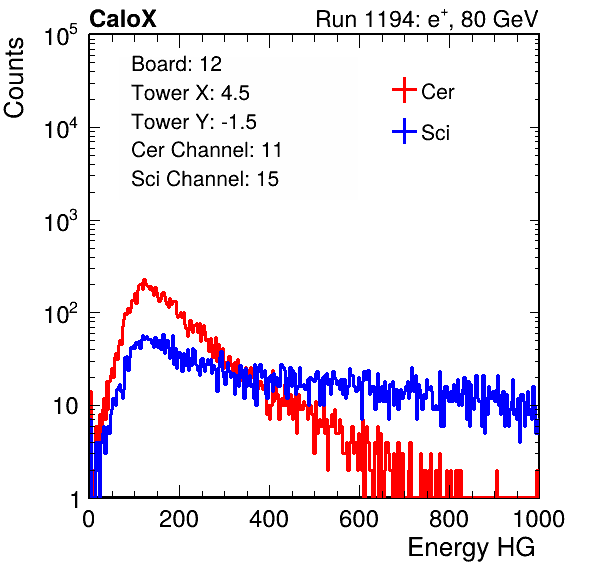 CaloX Run 1194: e⁺, 80 GeV
Counts
10⁵
10⁴
10³
10²
10
1
Board: 12
Tower X: 4.5
Tower Y: -1.5
Cer Channel: 11
Sci Channel: 15
Cer
Sci
0 200 400 600 800 1000
Energy HG